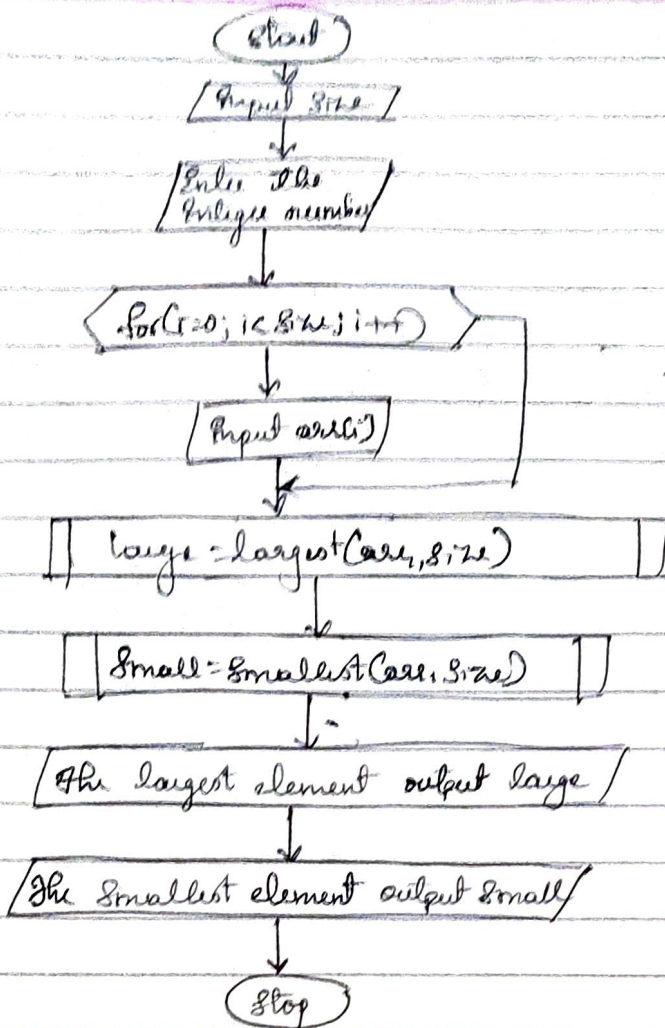 Start
Input Size
Enter the
Integer number
for(i=0; i<Size; i++)
Input arr[i]
large=largest(arr, size)
Small=Smallest(arr, Size)
The largest element output large
The Smallest element output Small
Stop